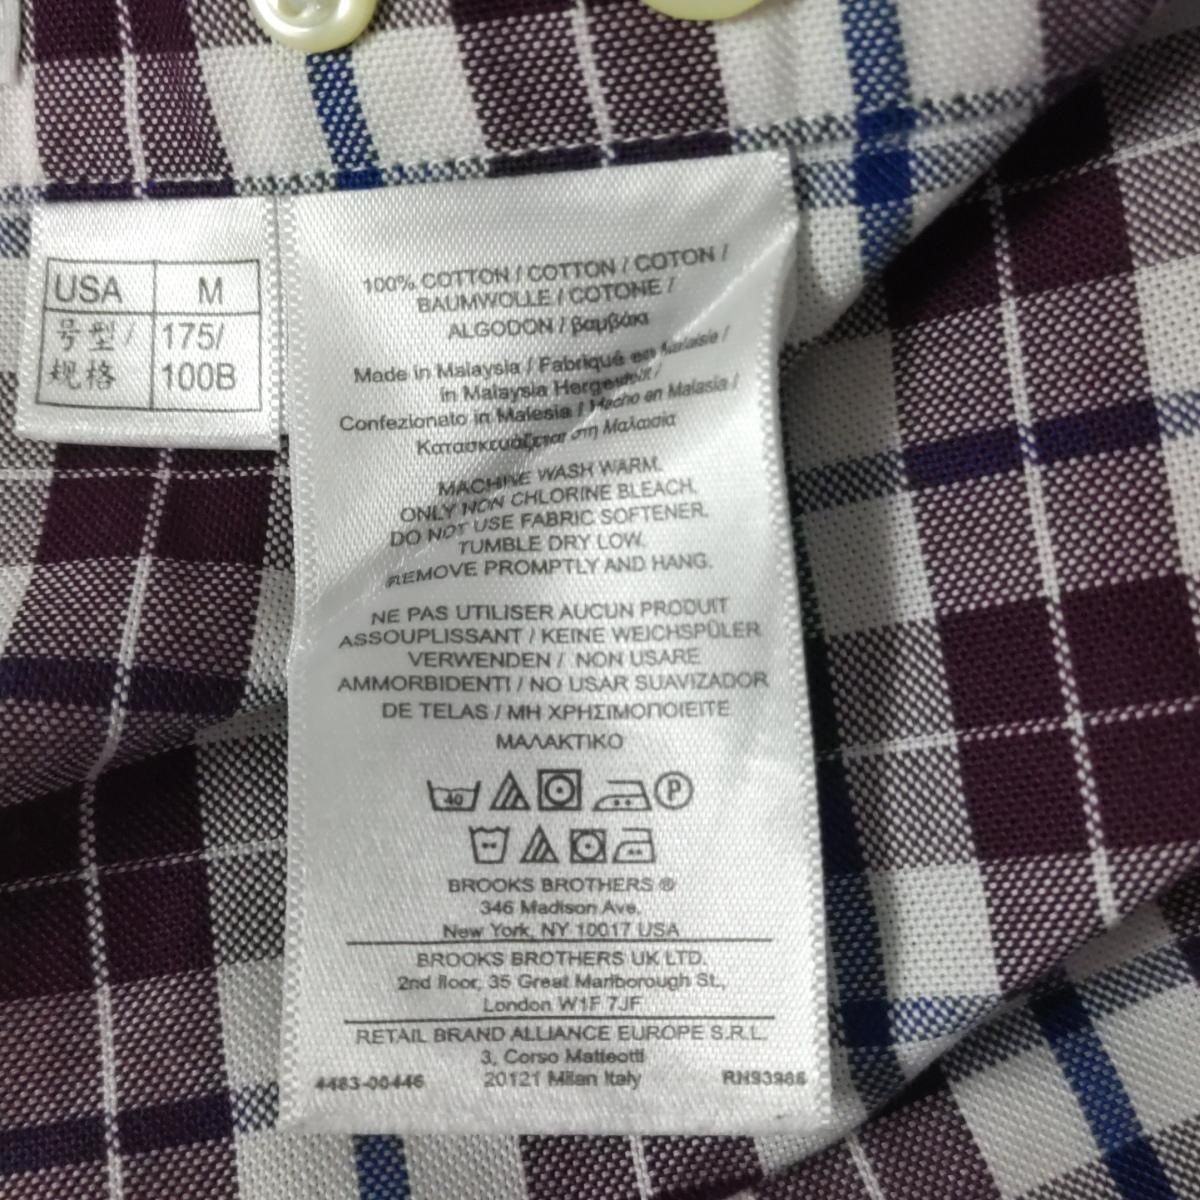 USA M
号型/ 175/
规格 100B
100% COTTON / COTTON / COTON /
BAUMWOLLE / COTONE /
ALGODON / βαμβάκι
Made in Malaysia / Fabriqué en Malaisie /
in Malaysia Hergestellt /
Confezionato in Malesia / Hecho en Malasia /
Κατασκευάζεται στη Μαλαισία
MACHINE WASH WARM.
ONLY NON CHLORINE BLEACH.
DO NOT USE FABRIC SOFTENER.
TUMBLE DRY LOW.
REMOVE PROMPTLY AND HANG.
NE PAS UTILISER AUCUN PRODUIT
ASSOUPLISSANT / KEINE WEICHSPÜLER
VERWENDEN / NON USARE
AMMORBIDENTI / NO USAR SUAVIZADOR
DE TELAS / ΜΗ ΧΡΗΣΙΜΟΠΟΙΕΙΤΕ
ΜΑΛΑΚΤΙΚΟ
40 P
BROOKS BROTHERS ®
346 Madison Ave.
New York, NY 10017 USA
BROOKS BROTHERS UK LTD.
2nd floor, 35 Great Marlborough St.,
London W1F 7JF
RETAIL BRAND ALLIANCE EUROPE S.R.L.
3, Corso Matteotti
4483-00446 20121 Milan Italy RN93986